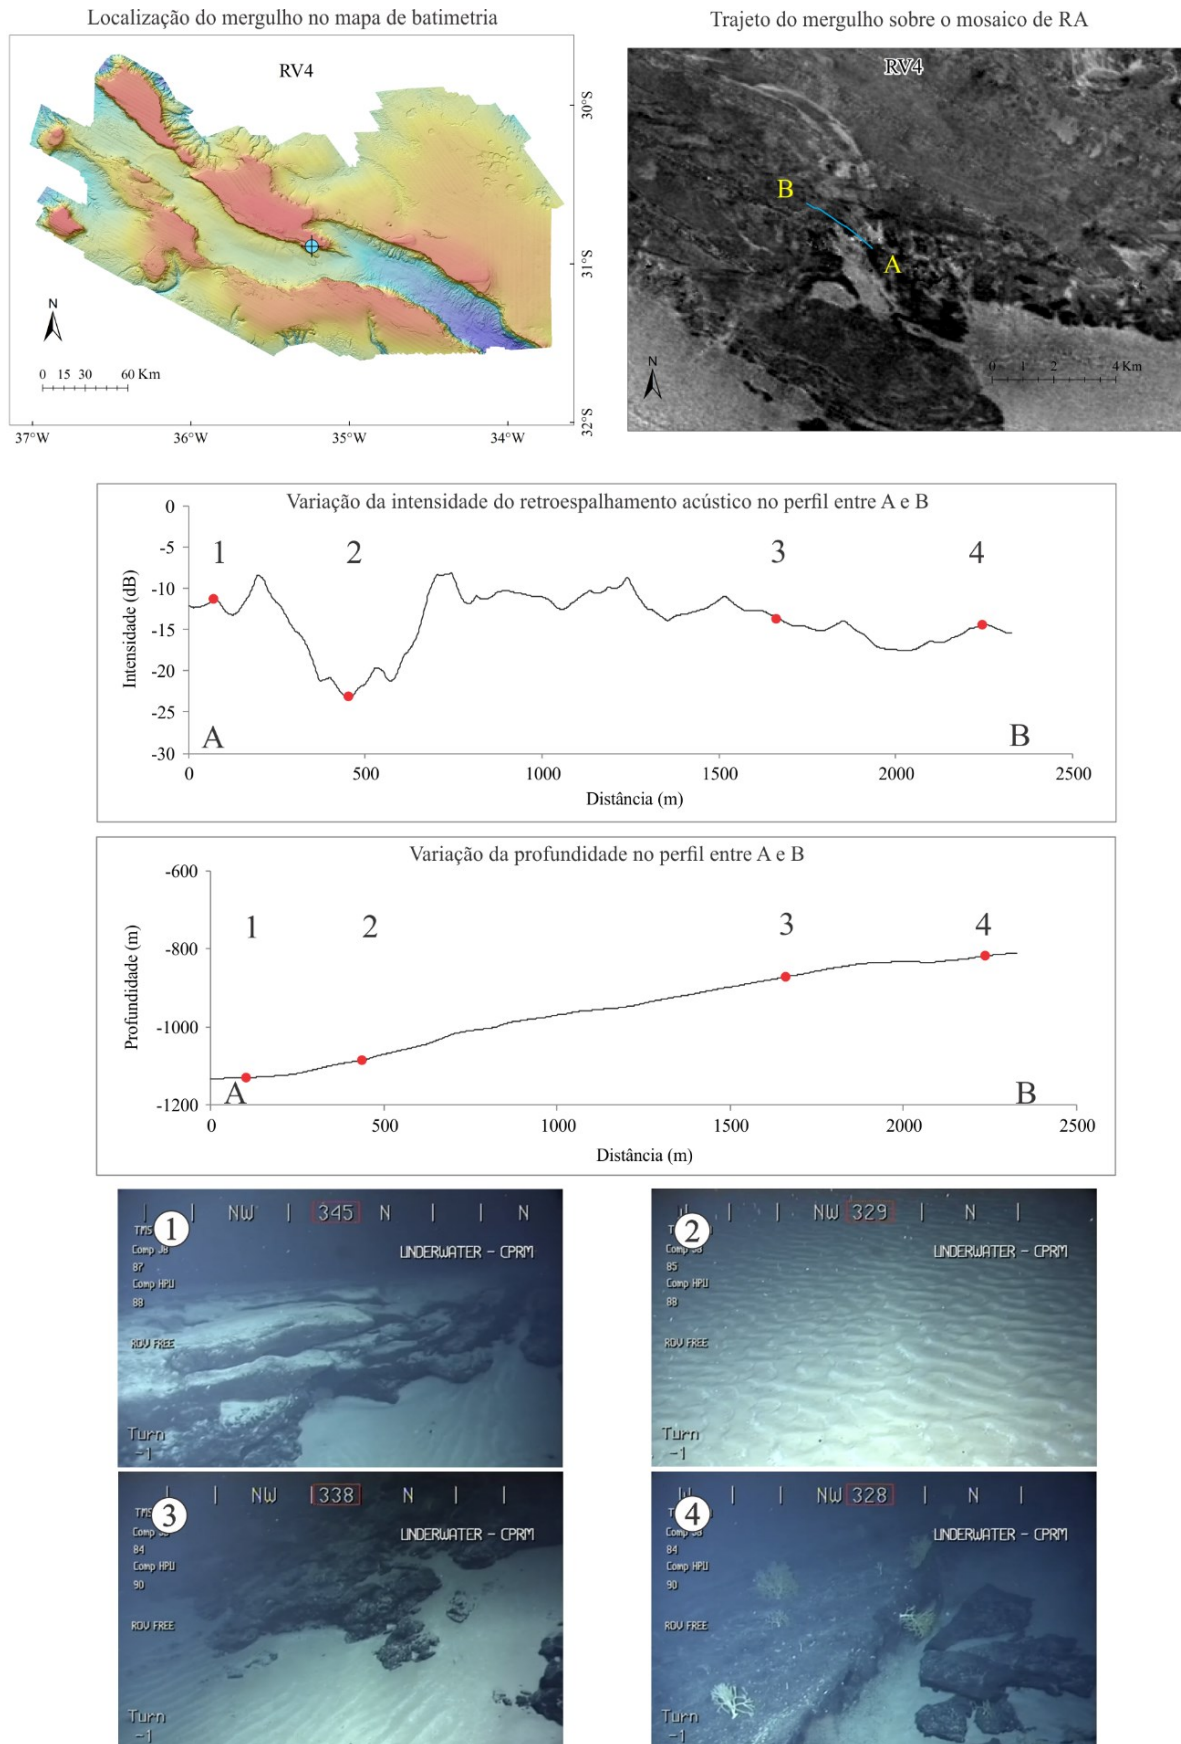 Localização do mergulho no mapa de batimetria
Trajeto do mergulho sobre o mosaico de RA
RV4
30°S
31°S
32°S
N
0 15 30 60 Km
37°W 36°W 35°W 34°W
RV4
B
A
N
0 1 2 4 Km
Variação da intensidade do retroespalhamento acústico no perfil entre A e B
Intensidade (dB)
0
-5
-10
-15
-20
-25
-30
1 2 3 4
A B
0 500 1000 1500 2000 2500
Distância (m)
Variação da profundidade no perfil entre A e B
Profundidade (m)
-600
-800
-1000
-1200
1 2 3 4
A B
0 500 1000 1500 2000 2500
Distância (m)
NW 345 N N
1
UNDERWATER - CPRM
Comp
87
Comp HPU
88
ROV FREE
Turn
-1
NW 329 N
2
UNDERWATER - CPRM
Comp
85
Comp HPU
88
ROV FREE
Turn
-1
NW 338 N
3
UNDERWATER - CPRM
Comp
84
Comp HPU
90
ROV FREE
Turn
-1
NW 328 N
4
UNDERWATER - CPRM
Comp
84
Comp HPU
90
ROV FREE
Turn
-1